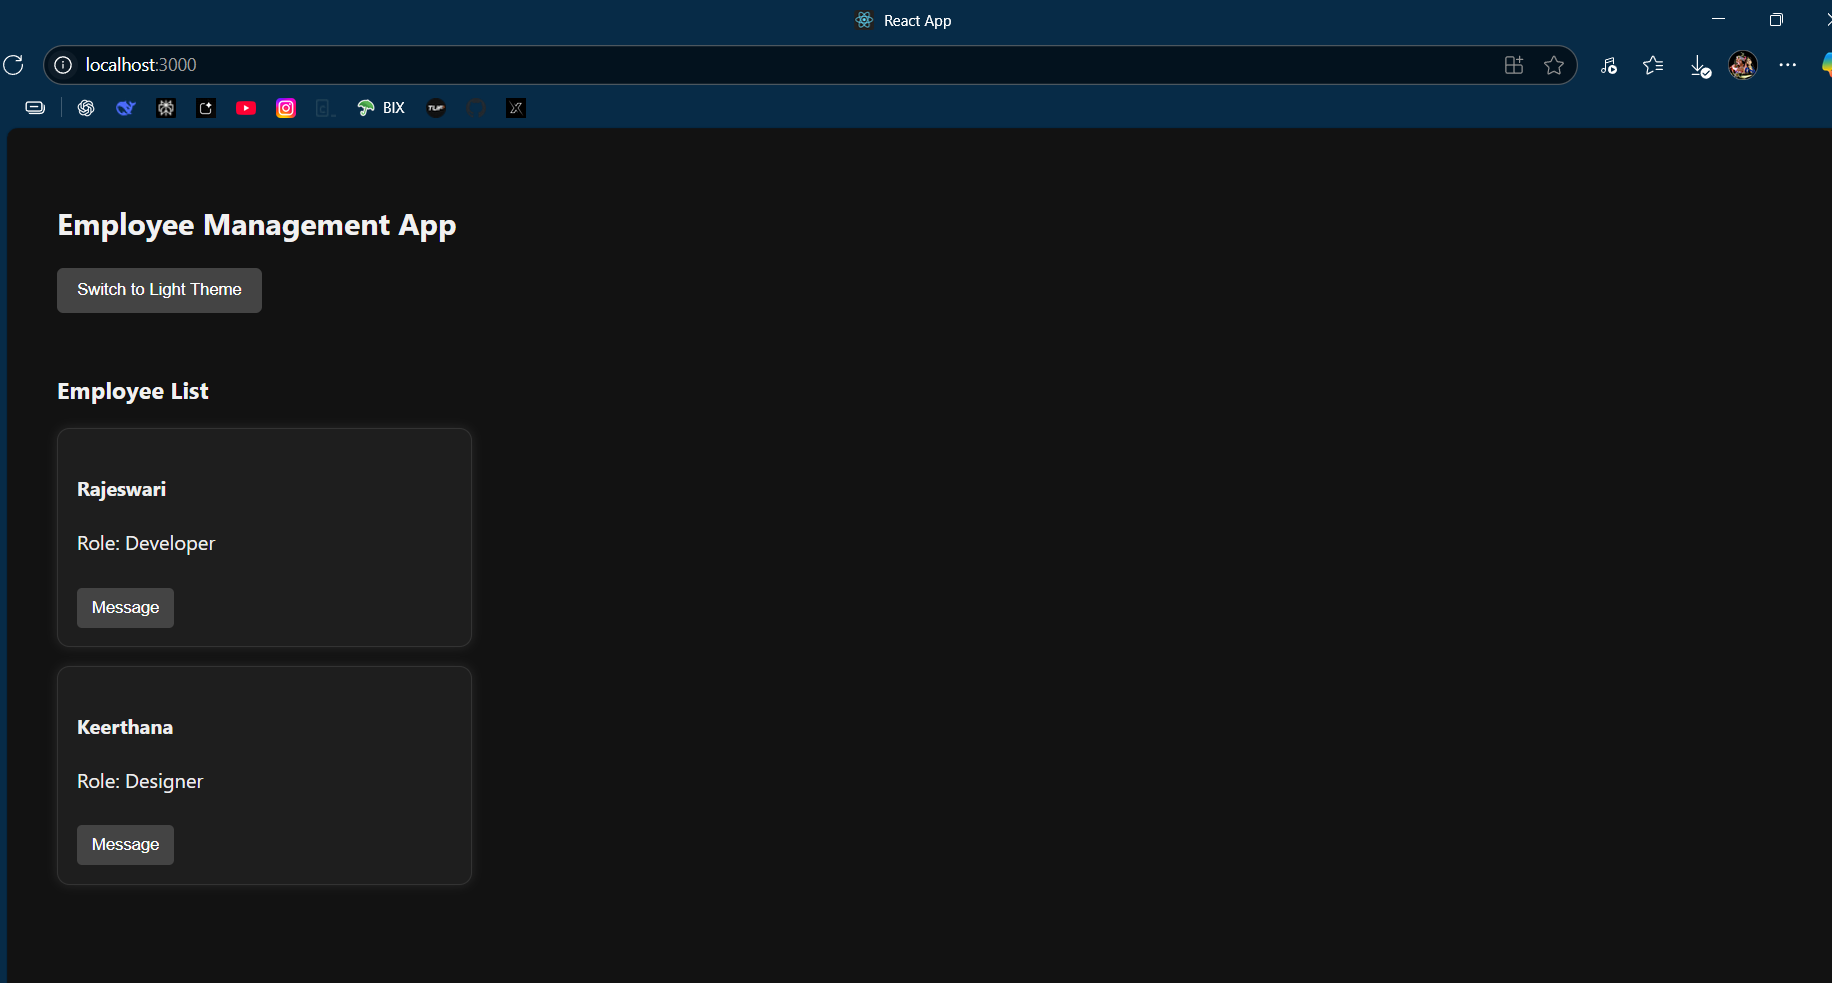 React App
localhost:3000
BIX
TUF
Employee Management App
Switch to Light Theme
Employee List
Rajeswari
Role: Developer
Message
Keerthana
Role: Designer
Message